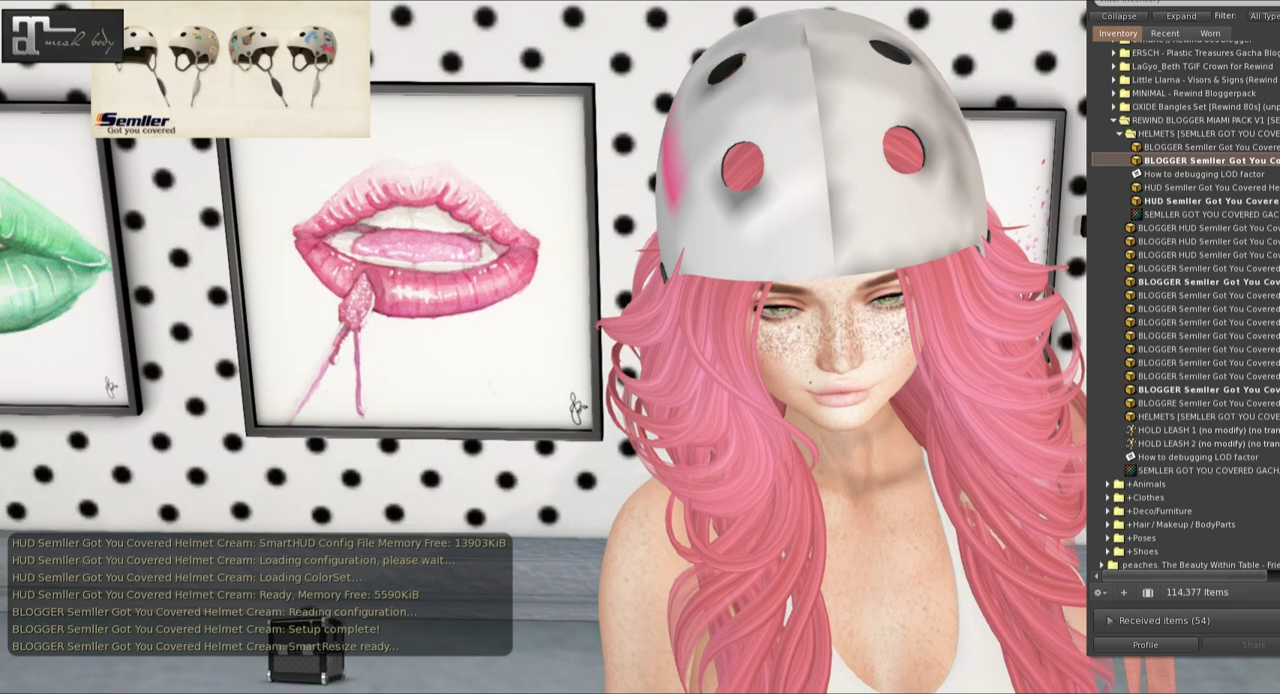 mesh body
Semller
Got you covered
HUD Semller Got You Covered Helmet Cream: SmartHUD Config File Memory Free: 13903KiB
HUD Semller Got You Covered Helmet Cream: Loading configuration, please wait...
HUD Semller Got You Covered Helmet Cream: Loading ColorSet...
HUD Semller Got You Covered Helmet Cream: Ready, Memory Free: 5590KiB
BLOGGER Semller Got You Covered Helmet Cream: Reading configuration...
BLOGGER Semller Got You Covered Helmet Cream: Setup complete!
BLOGGER Semller Got You Covered Helmet Cream: SmartResize ready...
Collapse Expand Filter: All Type
Inventory Recent Worn
ERSCH - Plastic Treasures Gacha Blog
LaGyo_Beth TGIF Crown for Rewind
Little Llama - Visors & Signs (Rewind
MINIMAL - Rewind Bloggerpack
OXIDE Bangles Set [Rewind 80s] (unp
REWIND BLOGGER MIAMI PACK V1 [SE
HELMETS [SEMLLER GOT YOU COVE
BLOGGER Semller Got You Covere
BLOGGER Semller Got You Co
How to debugging LOD factor
HUD Semller Got You Covered He
HUD Semller Got You Covere
SEMLLER GOT YOU COVERED GAC
BLOGGER HUD Semller Got You Cov
BLOGGER HUD Semller Got You Cov
BLOGGER HUD Semller Got You Cov
BLOGGER Semller Got You Covered
BLOGGER Semller Got You Cov
BLOGGER Semller Got You Covered
BLOGGER Semller Got You Covered
BLOGGER Semller Got You Covered
BLOGGER Semller Got You Covered
BLOGGER Semller Got You Covered
BLOGGER Semller Got You Covered
BLOGGER Semller Got You Covered
BLOGGER Semller Got You Cov
BLOGGRE Semller Got You Covered
HELMETS [SEMLLER GOT YOU COVE
HOLD LEASH 1 (no modify) (no tran
HOLD LEASH 2 (no modify) (no tran
How to debugging LOD factor
SEMLLER GOT YOU COVERED GACH
+Animals
+Clothes
+Deco/Furniture
+Hair / Makeup / BodyParts
+Poses
+Shoes
.peaches. The Beauty Within Table - Frie
114,377 Items
Received items (54)
Profile Share